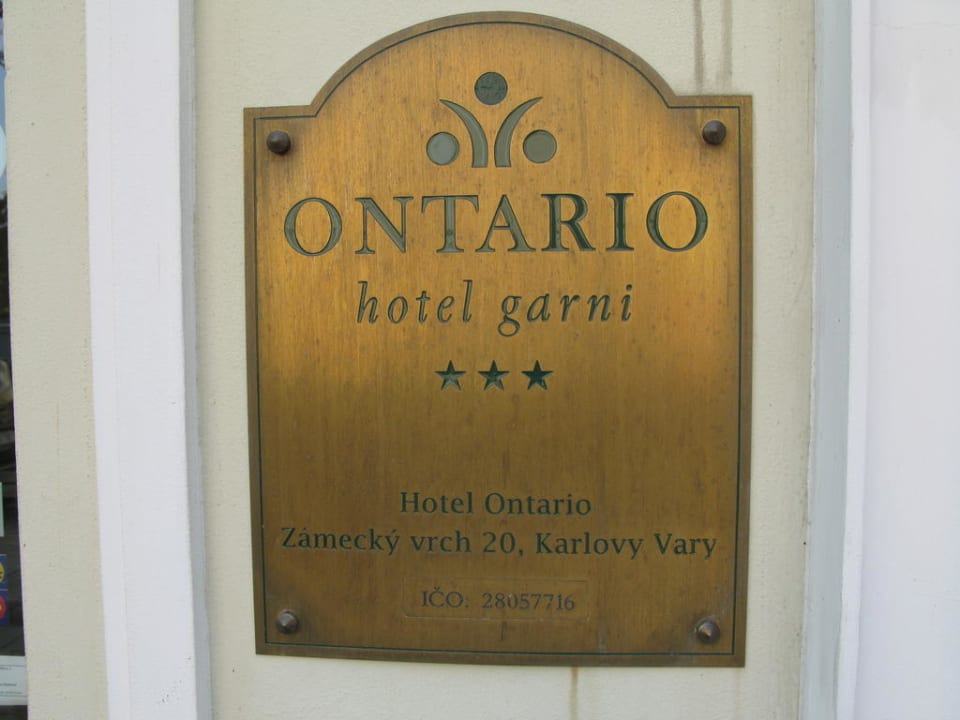 ONTARIO
hotel garni
Hotel Ontario
Zámecký vrch 20, Karlovy Vary
IČO: 28057716